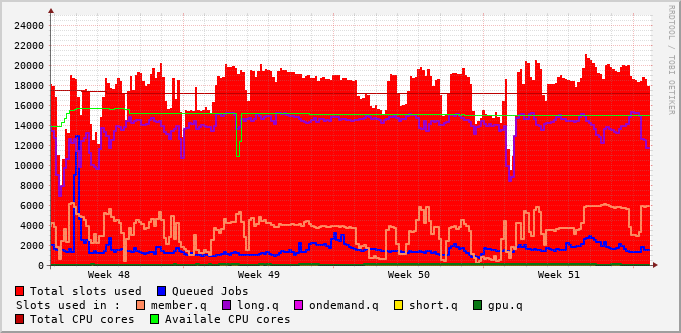 24000
22000
20000
18000
16000
14000
12000
10000
8000
6000
4000
2000
0
Week 48 Week 49 Week 50 Week 51
Total slots used Queued Jobs
Slots used in : member.q long.q ondemand.q short.q gpu.q
Total CPU cores Availale CPU cores
RRDTOOL / TOBI OETIKER